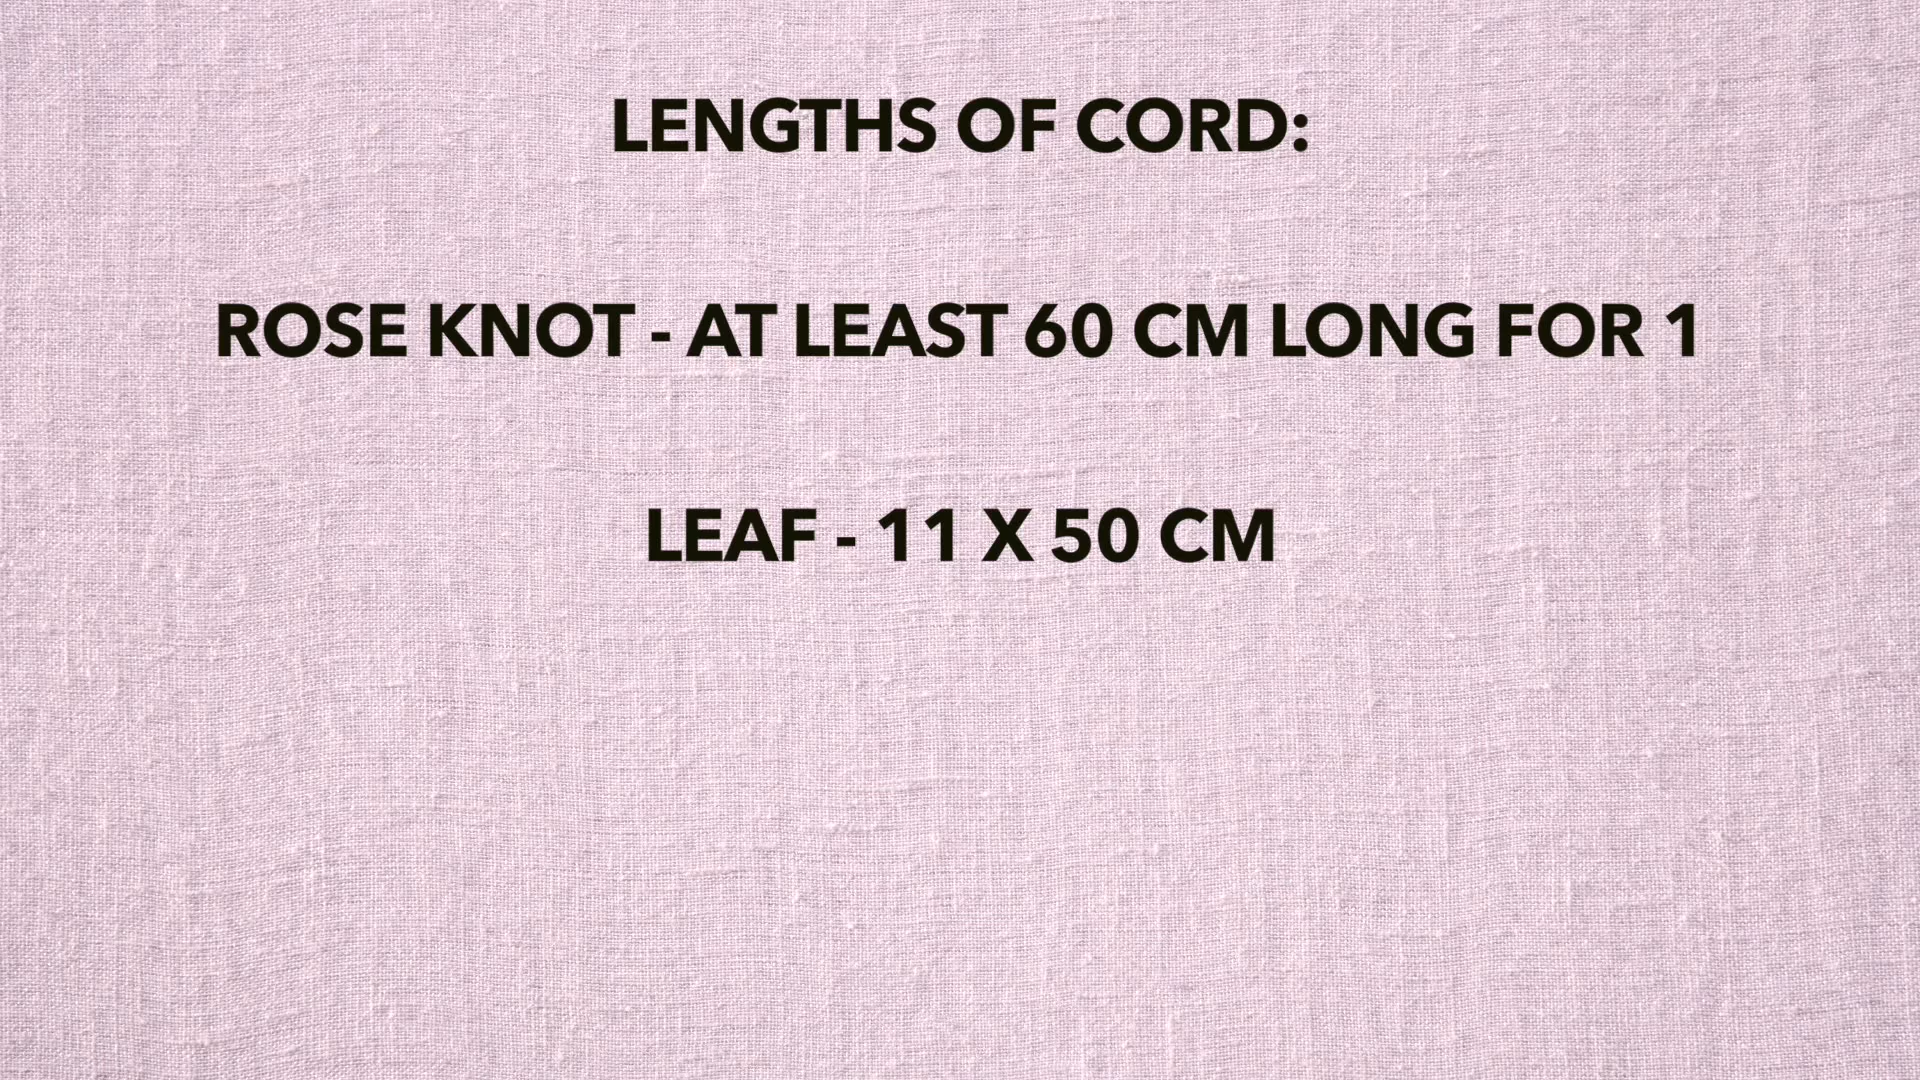 LENGTHS OF CORD:
ROSE KNOT - AT LEAST 60 CM LONG FOR 1
LEAF - 11 X 50 CM